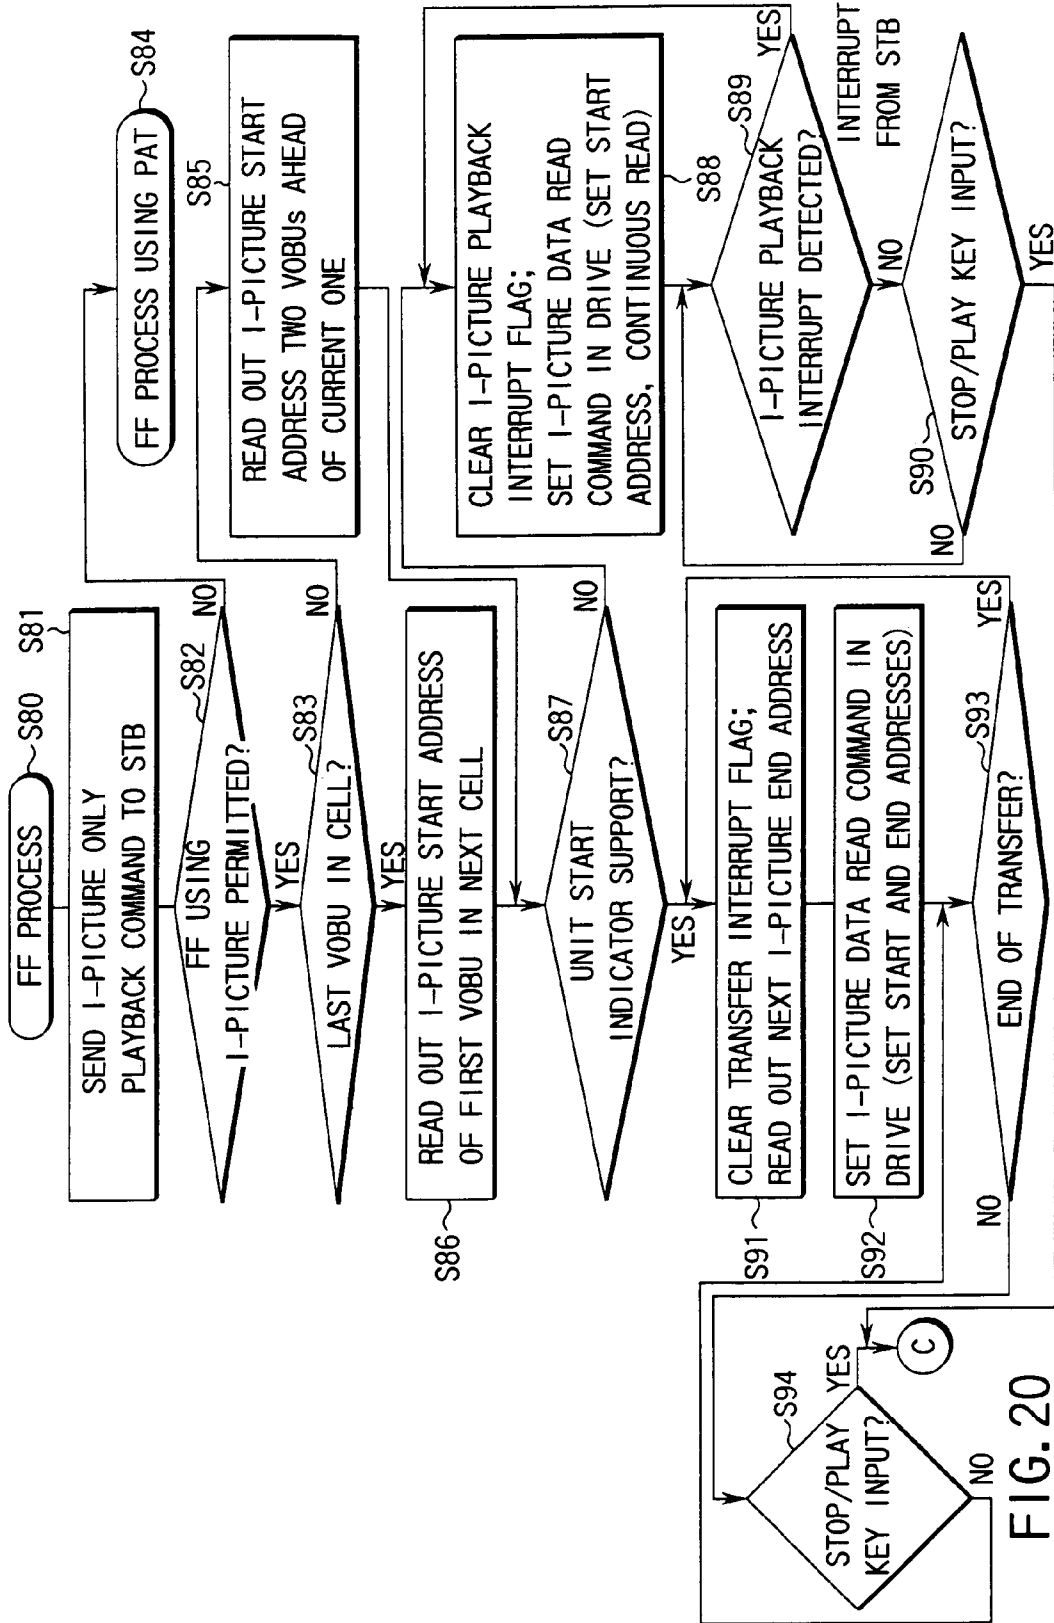 FF PROCESS
S80
SEND I-PICTURE ONLY
PLAYBACK COMMAND TO STB
S81
FF USING
I-PICTURE PERMITTED?
S82
NO
YES
LAST VOBU IN CELL?
S83
NO
YES
READ OUT I-PICTURE START ADDRESS
OF FIRST VOBU IN NEXT CELL
S86
UNIT START
INDICATOR SUPPORT?
S87
NO
YES
CLEAR TRANSFER INTERRUPT FLAG;
READ OUT NEXT I-PICTURE END ADDRESS
S91
SET I-PICTURE DATA READ COMMAND IN
DRIVE (SET START AND END ADDRESSES)
S92
END OF TRANSFER?
S93
YES
NO
STOP/PLAY
KEY INPUT?
S94
YES
NO
C
FF PROCESS USING PAT
S84
S85
READ OUT I-PICTURE START
ADDRESS TWO VOBUs AHEAD
OF CURRENT ONE
CLEAR I-PICTURE PLAYBACK
INTERRUPT FLAG;
SET I-PICTURE DATA READ
COMMAND IN DRIVE (SET START
ADDRESS, CONTINUOUS READ)
S88
I-PICTURE PLAYBACK
INTERRUPT DETECTED?
S89
YES
INTERRUPT
FROM STB
NO
STOP/PLAY KEY INPUT?
S90
NO
YES
FIG. 20